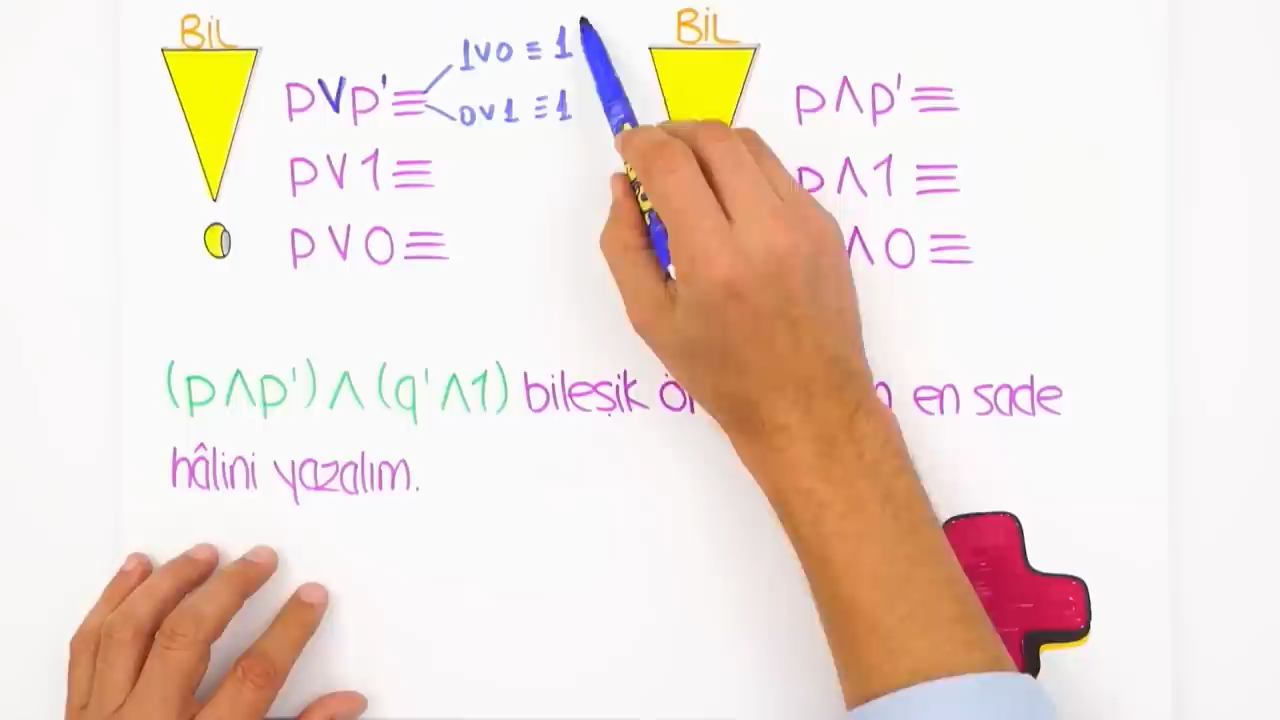 BİL
p∨p'≡
1∨0 ≡ 1
0∨1 ≡ 1
p∨1≡
p∨0≡
BİL
p∧p'≡
p∧1≡
∧0≡
(p∧p')∧(q'∧1) bileşik en sade
hâlini yazalım.